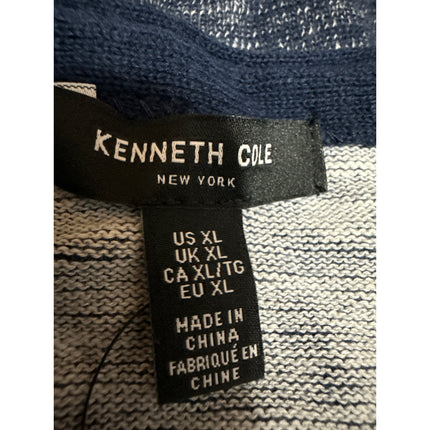 KENNETH COLE
NEW YORK
US XL
UK XL
CA XL/TG
EU XL
MADE IN
CHINA
FABRIQUÉ EN
CHINE